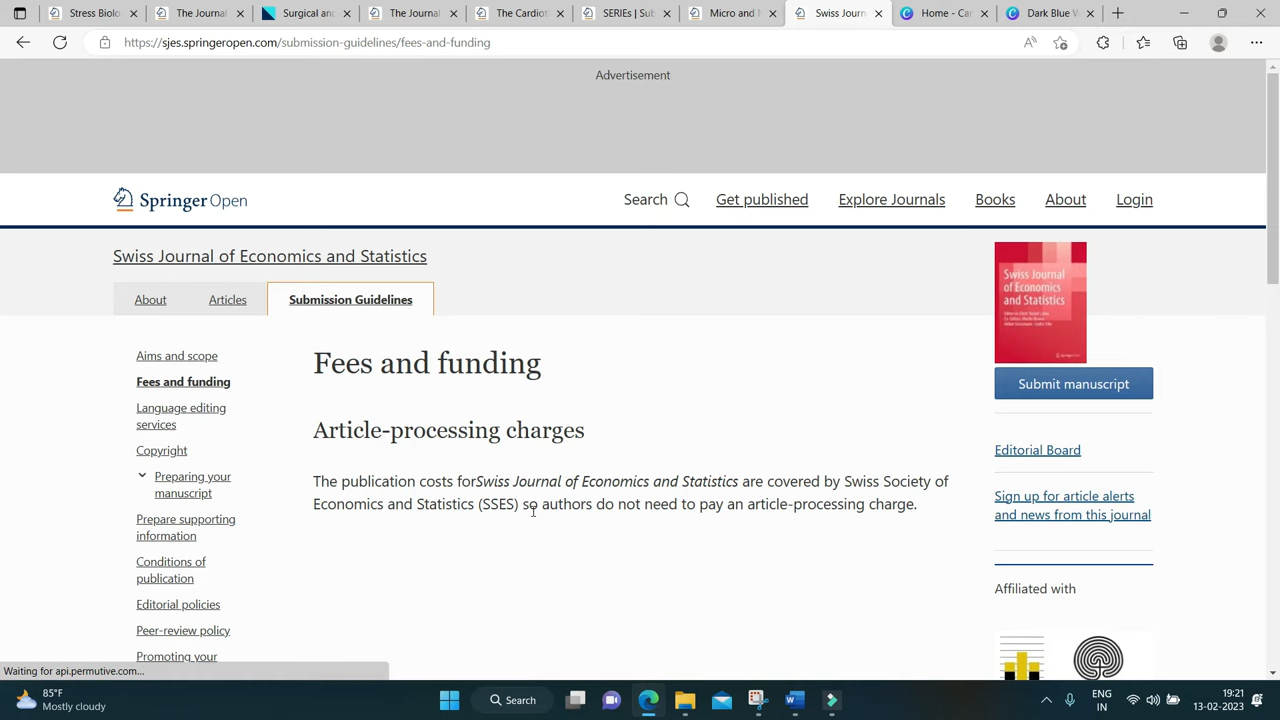 Stress Biolo
The Journal
Surgical an
The Journal
The Cardiot
SERIEs | Sub
Micro and N
Swiss Journ
Home - Can
Dark Blue V
https://sjes.springeropen.com/submission-guidelines/fees-and-funding
Advertisement
Springer Open
Search
Get published
Explore Journals
Books
About
Login
Swiss Journal of Economics and Statistics
About
Articles
Submission Guidelines
Swiss Journal
of Economics
and Statistics
Aims and scope
Fees and funding
Language editing
services
Copyright
Preparing your
manuscript
Prepare supporting
information
Conditions of
publication
Editorial policies
Peer-review policy
Promoting your
Fees and funding
Article-processing charges
The publication costs forSwiss Journal of Economics and Statistics are covered by Swiss Society of
Economics and Statistics (SSES) so authors do not need to pay an article-processing charge.
Submit manuscript
Editorial Board
Sign up for article alerts
and news from this journal
Affiliated with
Waiting for api.permutive.com...
85°F
Mostly cloudy
Search
ENG
IN
19:21
13-02-2023